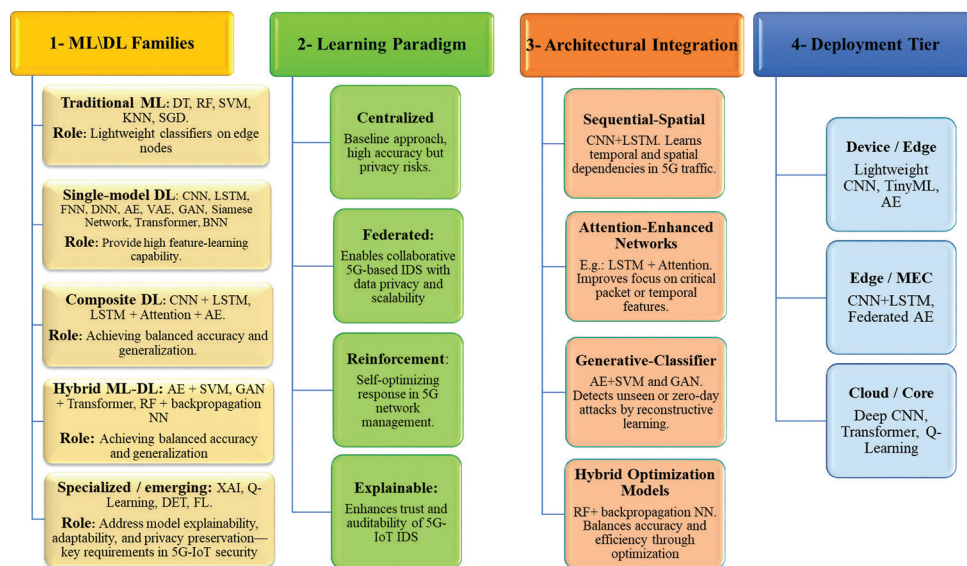 1- ML\DL Families
Traditional ML: DT, RF, SVM,
KNN, SGD.
Role: Lightweight classifiers on edge
nodes
Single-model DL: CNN, LSTM,
FNN, DNN, AE, VAE, GAN, Siamese
Network, Transformer, BNN
Role: Provide high feature-learning
capability.
Composite DL: CNN + LSTM,
LSTM + Attention + AE.
Role: Achieving balanced accuracy and
generalization.
Hybrid ML-DL: AE + SVM, GAN
+ Transformer, RF + backpropagation
NN
Role: Achieving balanced accuracy and
generalization
Specialized / emerging: XAI, Q-
Learning, DET, FL.
Role: Address model explainability,
adaptability, and privacy preservation—
key requirements in 5G-IoT security
2- Learning Paradigm
Centralized
Baseline approach,
high accuracy but
privacy risks.
Federated:
Enables collaborative
5G-based IDS with
data privacy and
scalability
Reinforcement:
Self-optimizing
response in 5G
network
management.
Explainable:
Enhances trust and
auditability of 5G-
IoT IDS
3- Architectural Integration
Sequential-Spatial
CNN+LSTM. Learns
temporal and spatial
dependencies in 5G traffic.
Attention-Enhanced
Networks
E.g.: LSTM + Attention.
Improves focus on critical
packet or temporal
features.
Generative-Classifier
AE+SVM and GAN.
Detects unseen or zero-day
attacks by reconstructive
learning.
Hybrid Optimization
Models
RF+ backpropagation NN.
Balances accuracy and
efficiency through
optimization
4- Deployment Tier
Device / Edge
Lightweight
CNN, TinyML,
AE
Edge / MEC
CNN+LSTM,
Federated AE
Cloud / Core
Deep CNN,
Transformer, Q-
Learning